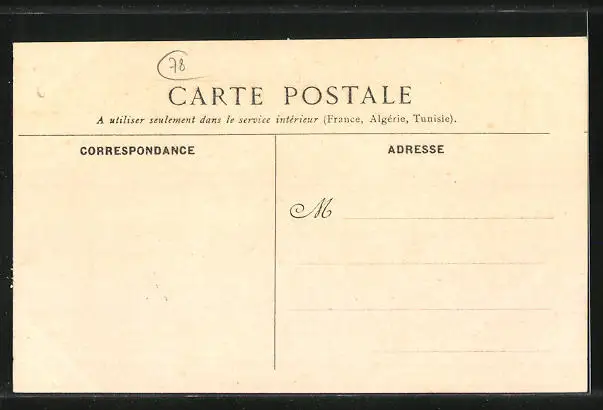 78
CARTE POSTALE
A utiliser seulement dans le service intérieur (France, Algérie, Tunisie).
CORRESPONDANCE
ADRESSE
M